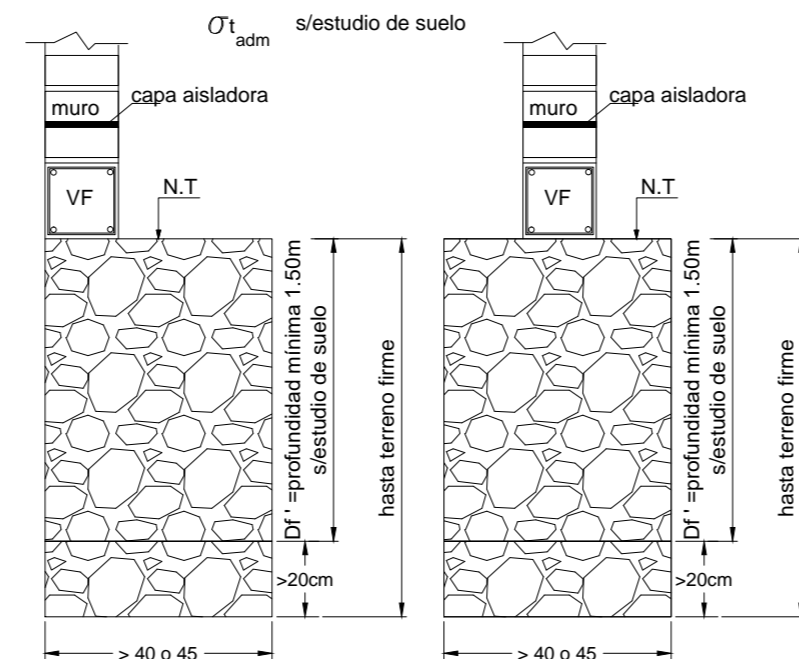 σt adm s/estudio de suelo
capa aisladora
muro
VF
N.T
Df ' =profundidad mínima 1.50m
s/estudio de suelo
hasta terreno firme
>20cm
> 40 o 45
capa aisladora
muro
VF
N.T
Df ' =profundidad mínima 1.50m
s/estudio de suelo
hasta terreno firme
>20cm
> 40 o 45